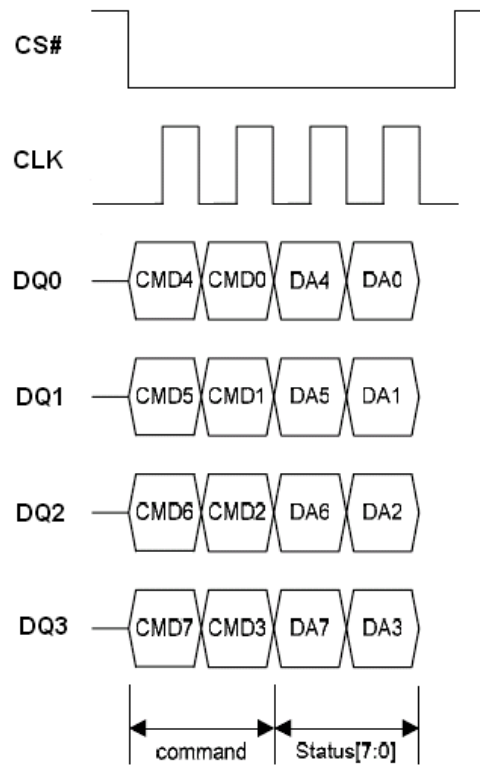 CS#
CLK
DQ0 CMD4 CMD0 DA4 DA0
DQ1 CMD5 CMD1 DA5 DA1
DQ2 CMD6 CMD2 DA6 DA2
DQ3 CMD7 CMD3 DA7 DA3
command Status[7:0]